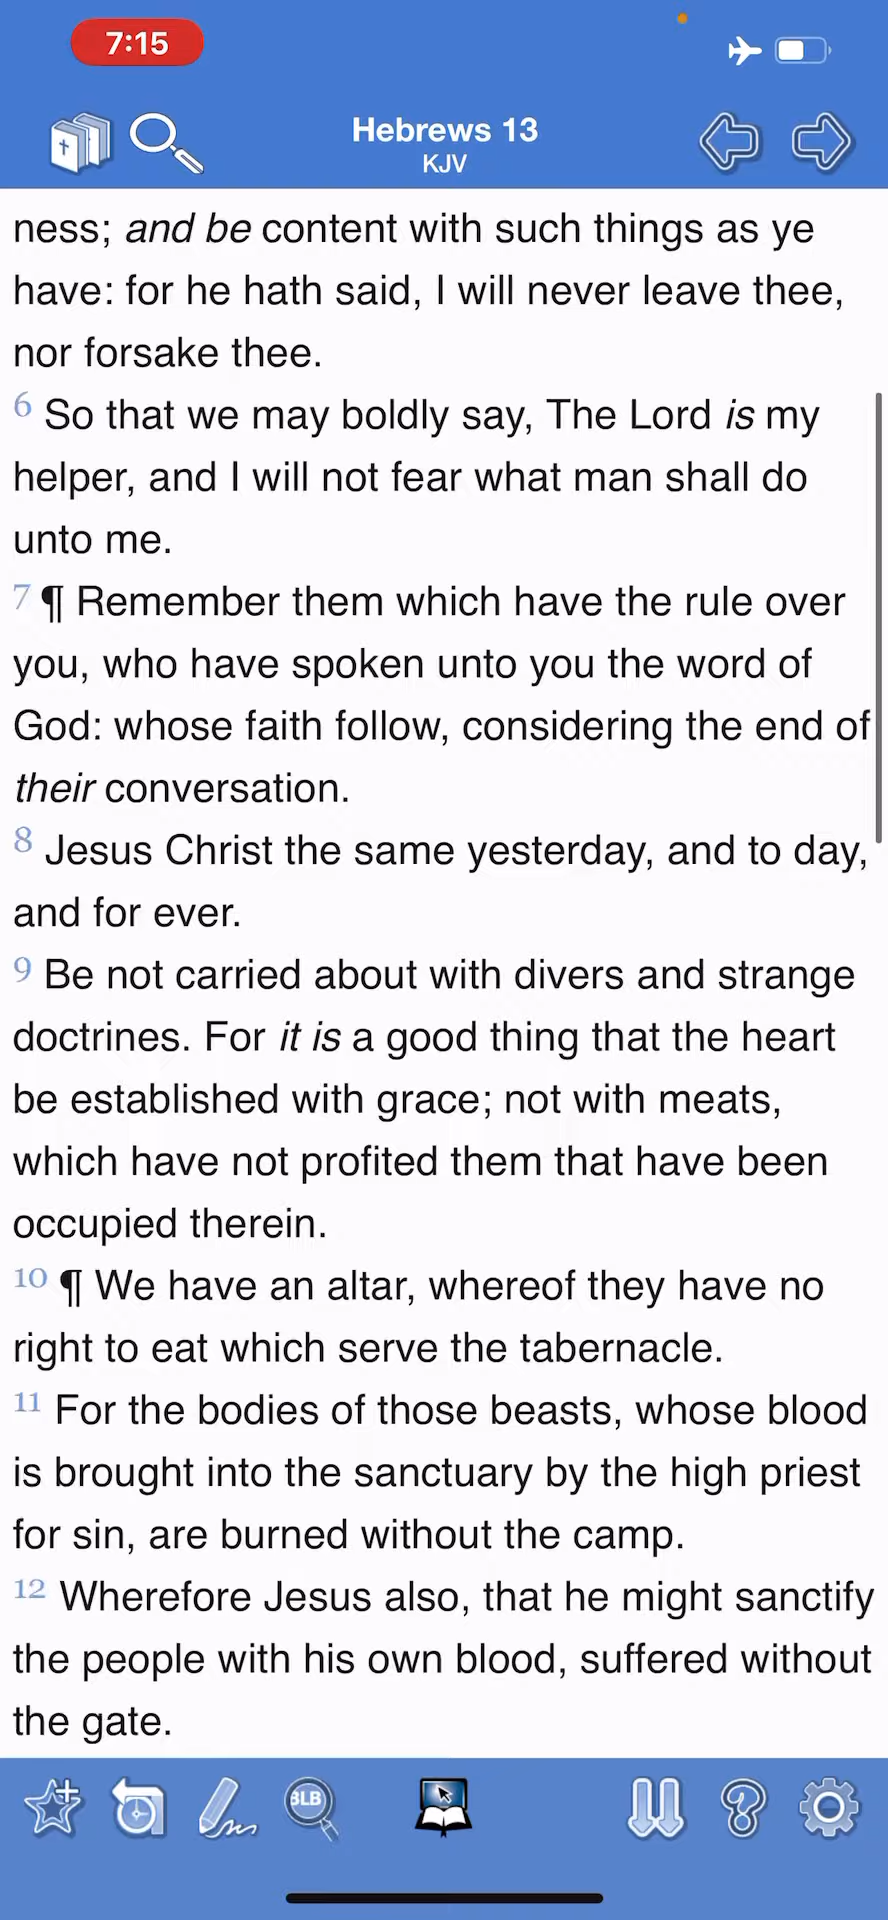 7:15
Hebrews 13
KJV
ness; and be content with such things as ye
have: for he hath said, I will never leave thee,
nor forsake thee.
6 So that we may boldly say, The Lord is my
helper, and I will not fear what man shall do
unto me.
7 ¶ Remember them which have the rule over
you, who have spoken unto you the word of
God: whose faith follow, considering the end of
their conversation.
8 Jesus Christ the same yesterday, and to day,
and for ever.
9 Be not carried about with divers and strange
doctrines. For it is a good thing that the heart
be established with grace; not with meats,
which have not profited them that have been
occupied therein.
10 ¶ We have an altar, whereof they have no
right to eat which serve the tabernacle.
11 For the bodies of those beasts, whose blood
is brought into the sanctuary by the high priest
for sin, are burned without the camp.
12 Wherefore Jesus also, that he might sanctify
the people with his own blood, suffered without
the gate.
BLB